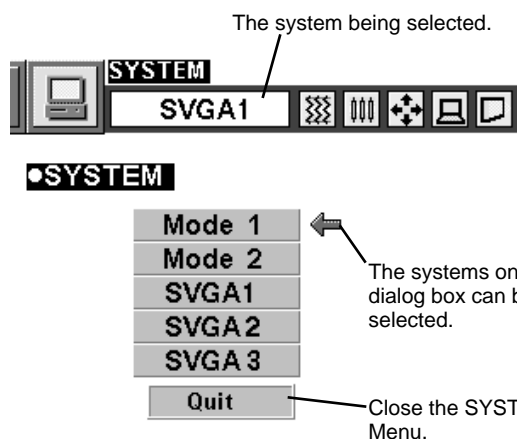 The system being selected.
SYSTEM
SVGA1
●SYSTEM
Mode 1
Mode 2
SVGA1
SVGA2
SVGA3
Quit
The systems on
dialog box can
selected.
Close the
Menu.